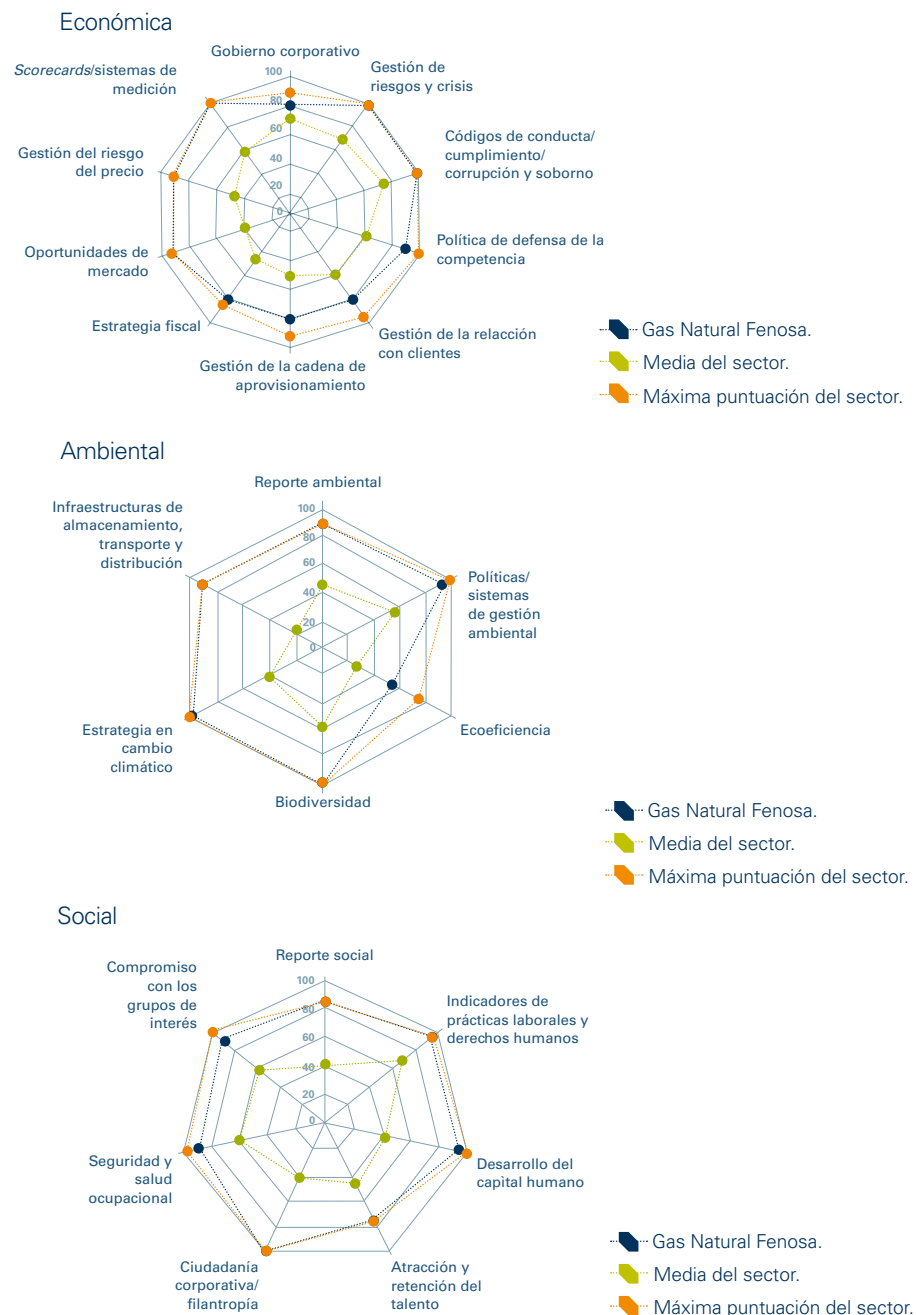 Económica
Gobierno corporativo
Gestión de
riesgos y crisis
Códigos de conducta/
cumplimiento/
corrupción y soborno
Política de defensa de la
competencia
Gestión de la relacción
con clientes
Gestión de la cadena de
aprovisionamiento
Estrategia fiscal
Oportunidades de
mercado
Gestión del riesgo
del precio
Scorecards/sistemas de
medición
100
80
60
40
20
0
Gas Natural Fenosa.
Media del sector.
Máxima puntuación del sector.
Ambiental
Reporte ambiental
Políticas/
sistemas
de gestión
ambiental
Ecoeficiencia
Biodiversidad
Estrategia en
cambio
climático
Infraestructuras de
almacenamiento,
transporte y
distribución
100
80
60
40
20
0
Gas Natural Fenosa.
Media del sector.
Máxima puntuación del sector.
Social
Reporte social
Indicadores de
prácticas laborales y
derechos humanos
Desarrollo del
capìtal humano
Atracción y
retención del
talento
Ciudadanía
corporativa/
filantropía
Seguridad y
salud
ocupacional
Compromiso
con los
grupos de
interés
100
80
60
40
20
0
Gas Natural Fenosa.
Media del sector.
Máxima puntuación del sector.